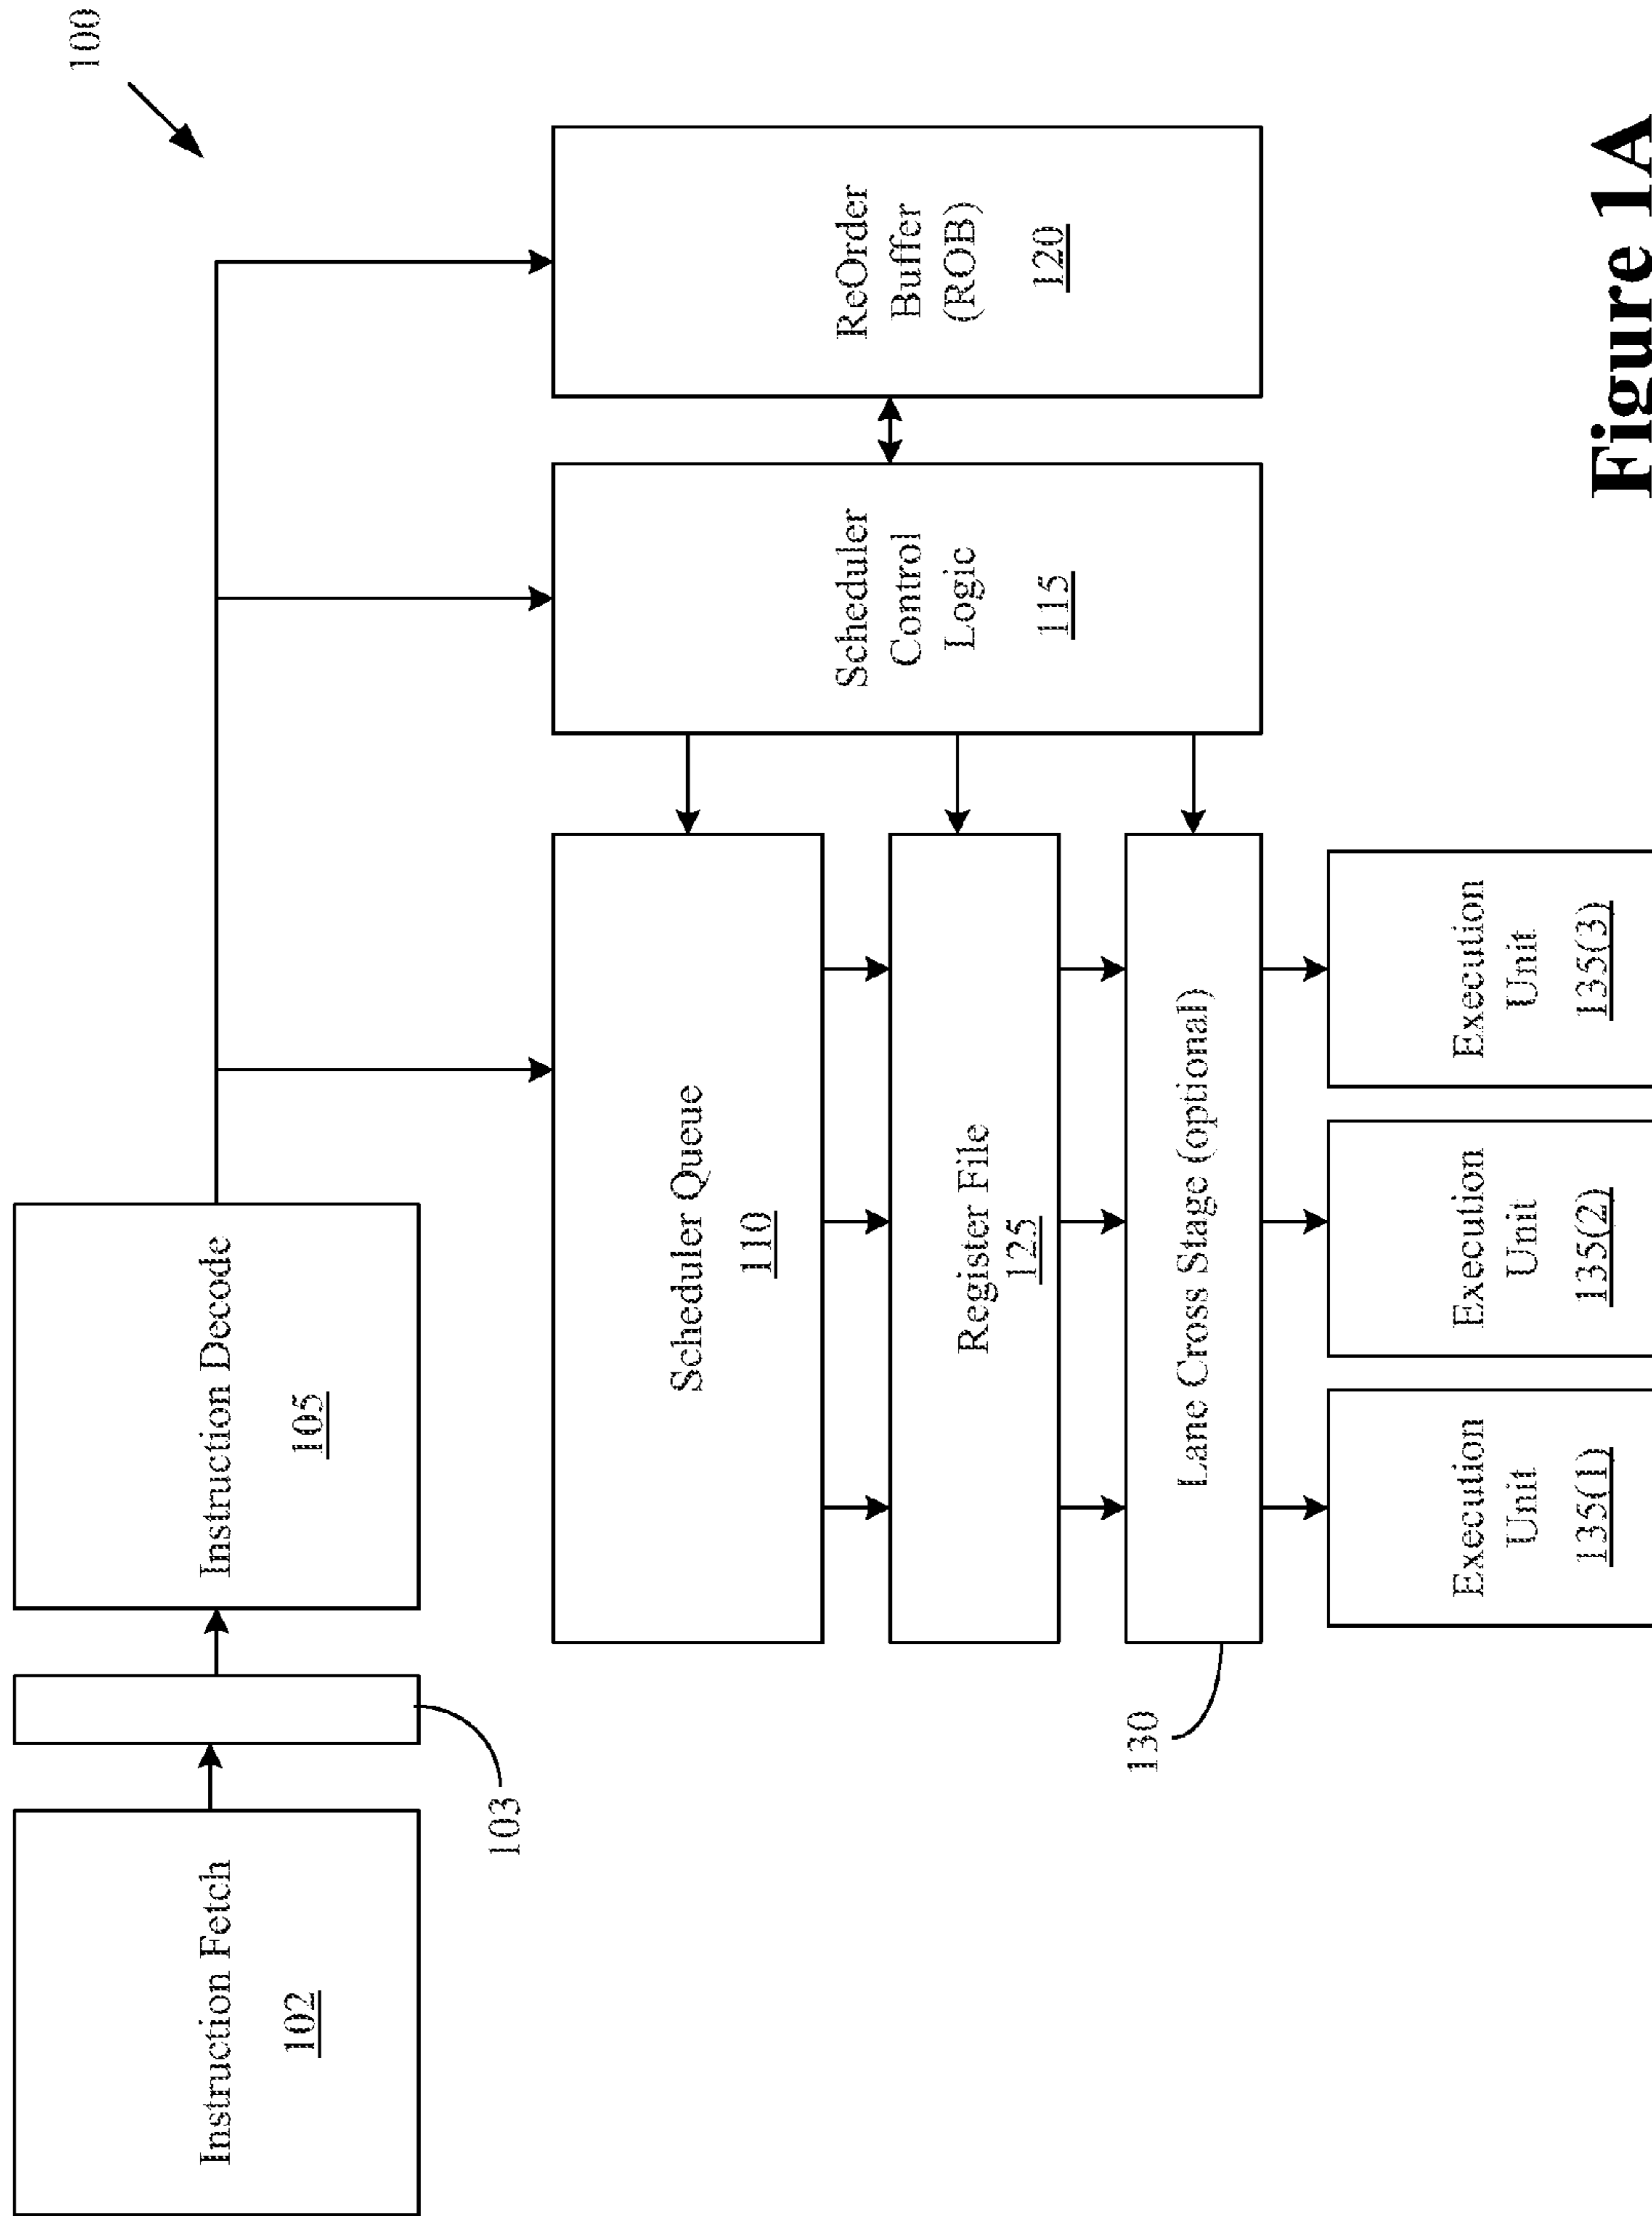 100
Instruction Fetch
102
103
Instruction Decode
105
Scheduler Queue
110
Scheduler
Control
Logic
115
ReOrder
Buffer
(ROB)
120
Register File
125
Lane Cross Stage (optional)
130
Execution
Unit
135(1)
Execution
Unit
135(2)
Execution
Unit
135(3)
Figure 1A